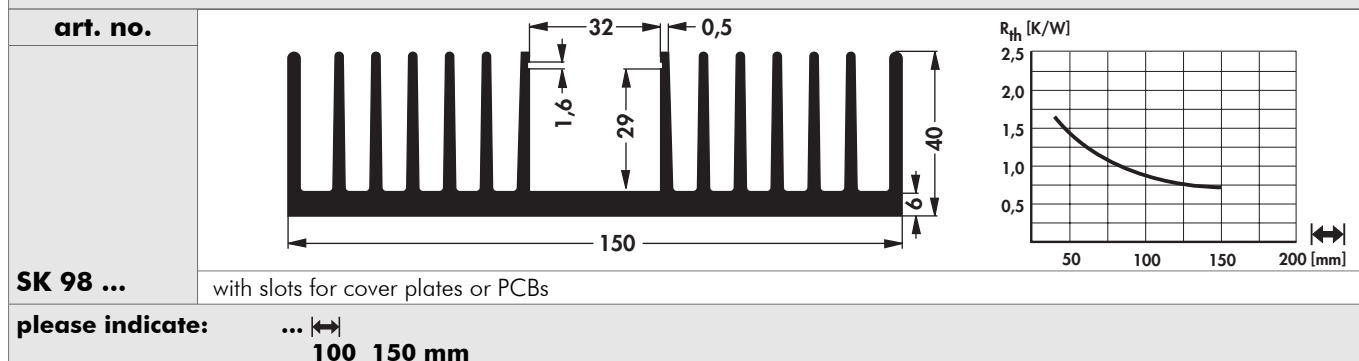 art. no.
32
0,5
1,6
29
40
6
150
R_th [K/W]
2,5
2,0
1,5
1,0
0,5
50 100 150 200 [mm]
SK 98 ...
with slots for cover plates or PCBs
please indicate: ...
100 150 mm